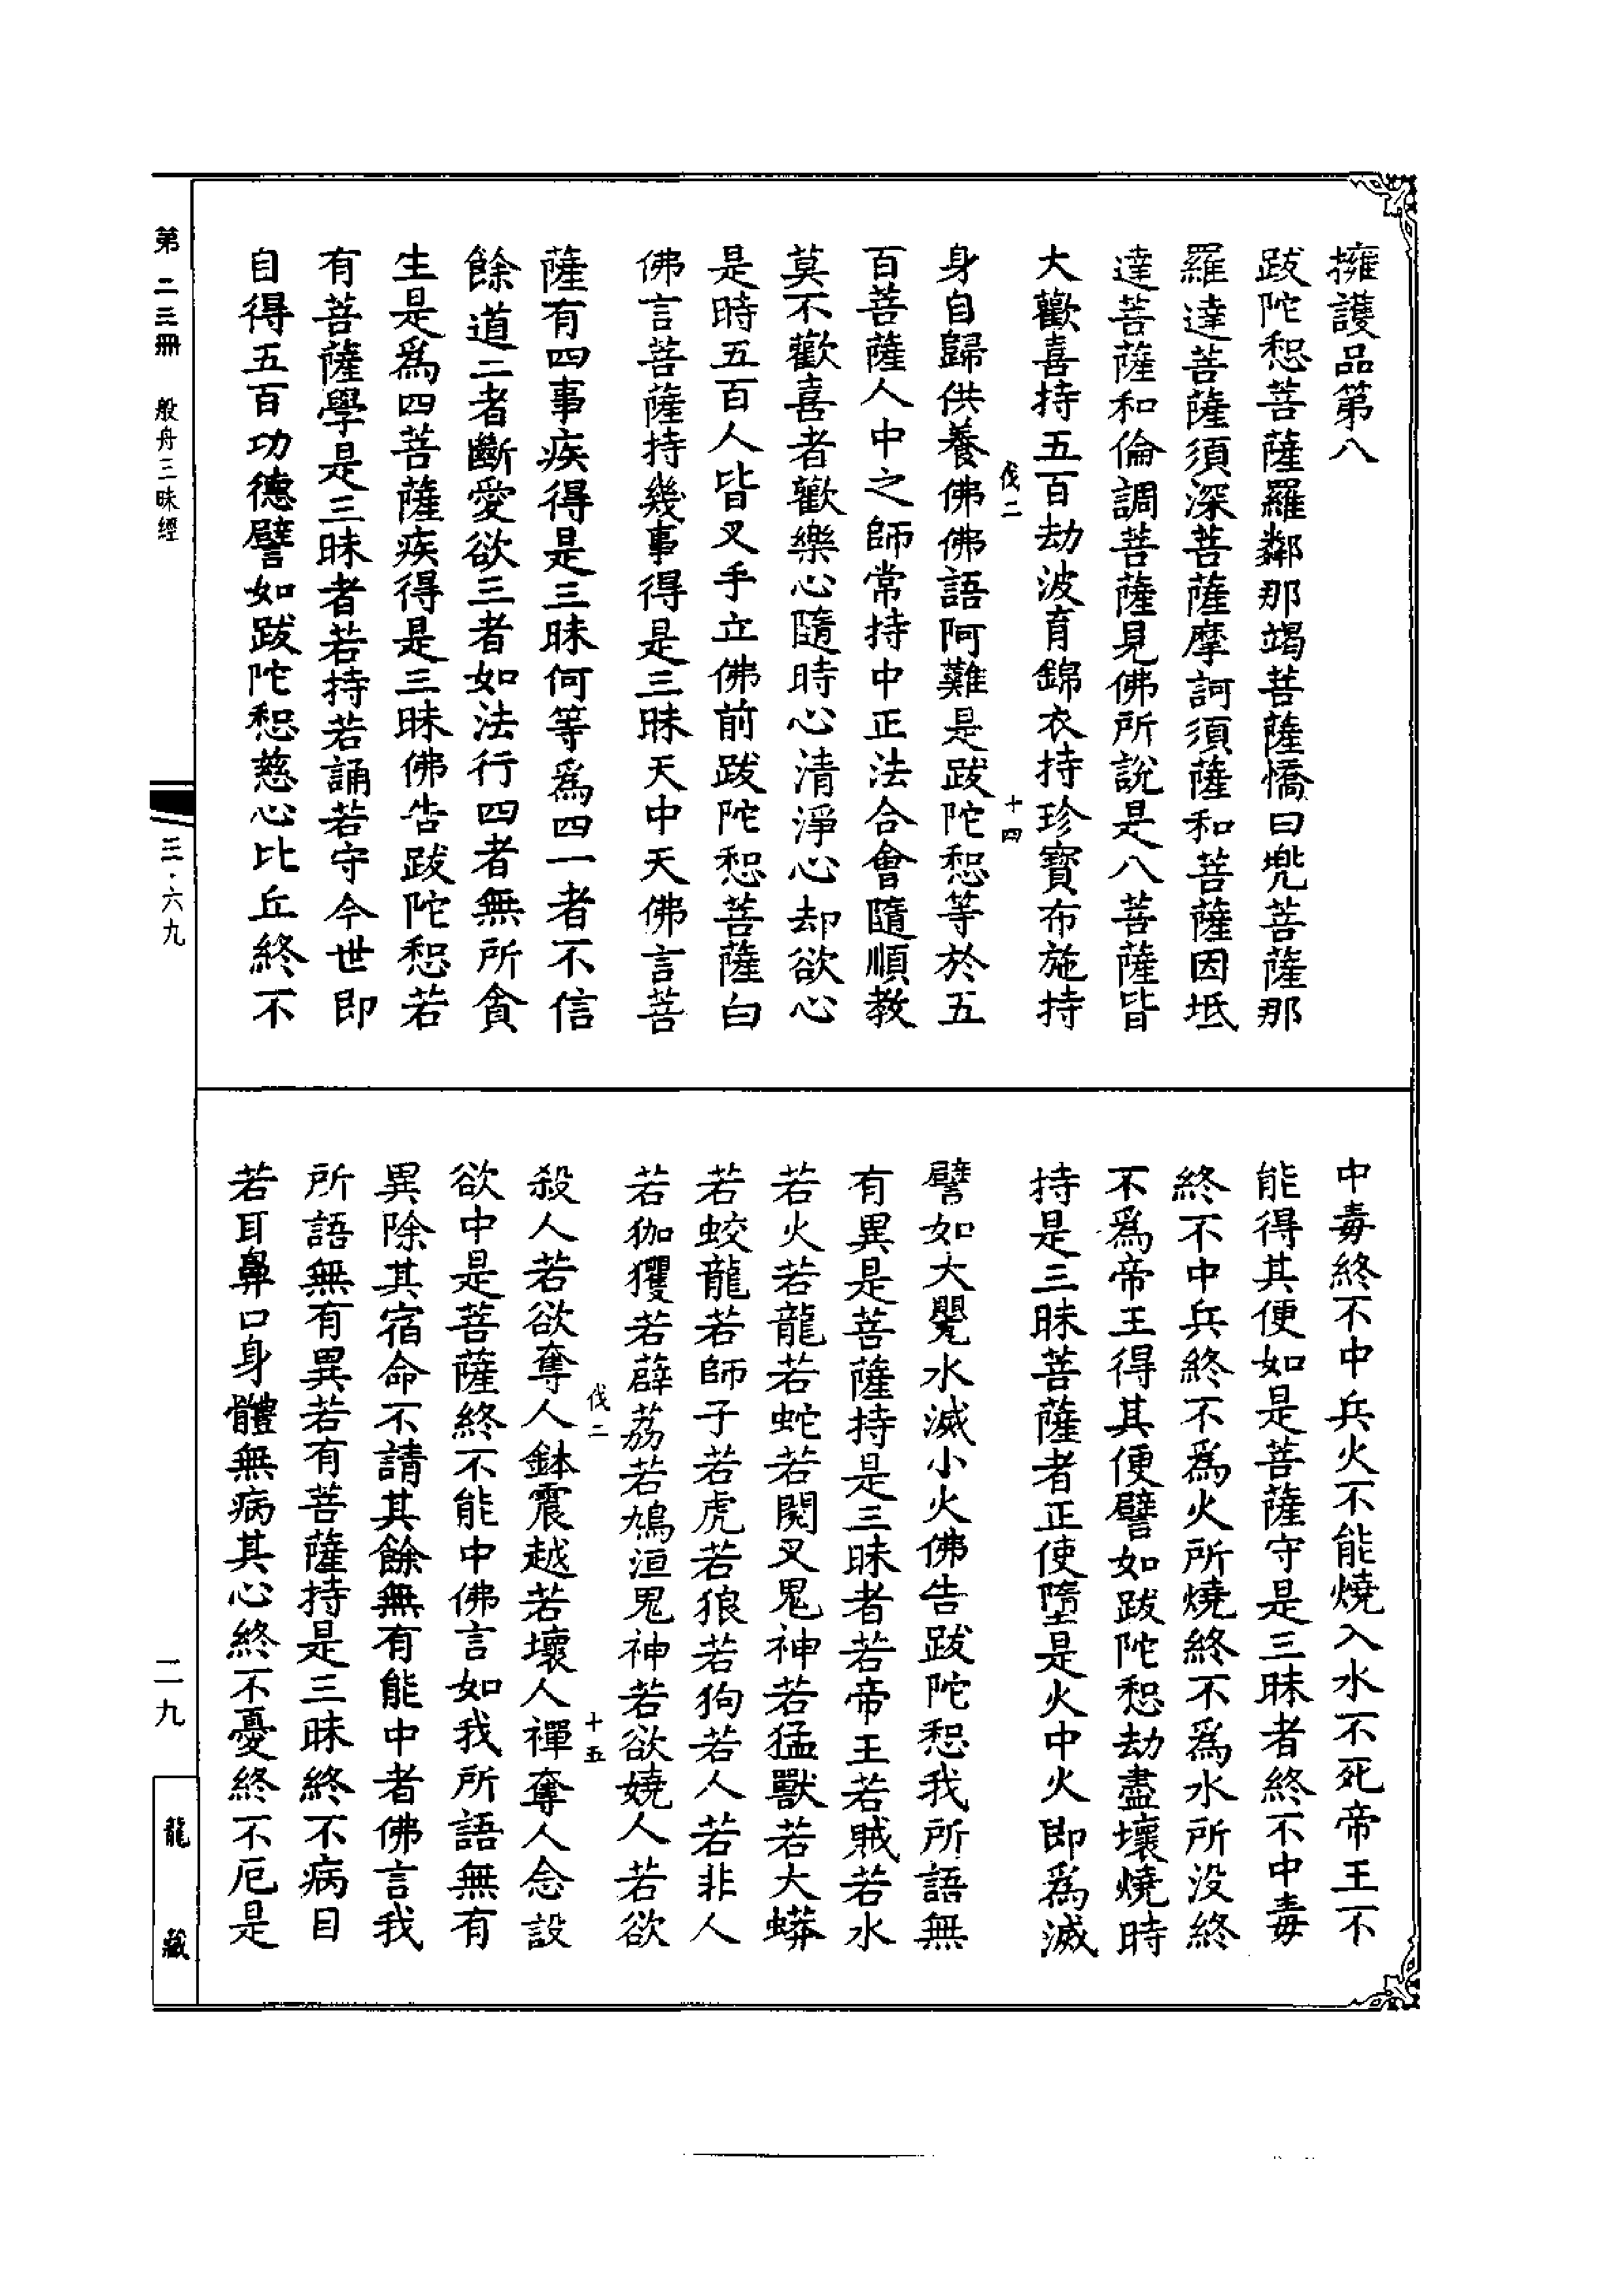 擁護品第八
跋陀惒菩薩羅鄰那竭菩薩憍曰兜菩薩那
羅達菩薩須深菩薩摩訶須薩和菩薩因坻
達菩薩和倫調菩薩見佛所說是八菩薩皆
大歡喜持五百劫波育錦衣持珍寶布施持
伐二 十四
身自歸供養佛佛語阿難是跋陀惒等於五
百菩薩人中之師常持中正法合會隨順教
莫不歡喜者歡樂心隨時心清淨心却欲心
是時五百人皆叉手立佛前跋陀惒菩薩白
佛言菩薩持幾事得是三昧天中天佛言菩
薩有四事疾得是三昧何等為四一者不信
餘道二者斷愛欲三者如法行四者無所貪
生是為四菩薩疾得是三昧佛告跋陀惒若
有菩薩學是三昧者若持若誦若守今世即
自得五百功德譬如跋陀惒慈心比丘終不
中毒終不中兵火不能燒入水不死帝王不
能得其便如是菩薩守是三昧者終不中毒
終不中兵終不為火所燒終不為水所没終
不為帝王得其便譬如跋陀惒劫盡壞燒時
持是三昧菩薩者正使墮是火中火即為滅
譬如大甖水滅小火佛告跋陀惒我所語無
有異是菩薩持是三昧者若帝王若賊若水
若火若龍若蛇若閱叉鬼神若猛獸若大蟒
若蛟龍若師子若虎若狼若狗若人若非人
若狖玃若薜荔若鳩洹鬼神若欲嬈人若欲
伐二 十五
殺人若欲奪人鉢震越若壞人禪奪人念設
欲中是菩薩終不能中佛言如我所語無有
異除其宿命不請其餘無有能中者佛言我
所語無有異若有菩薩持是三昧終不病目
若耳鼻口身體無病其心終不憂終不厄是
第二三冊 般舟三昧經
三·六九
二九
龍藏